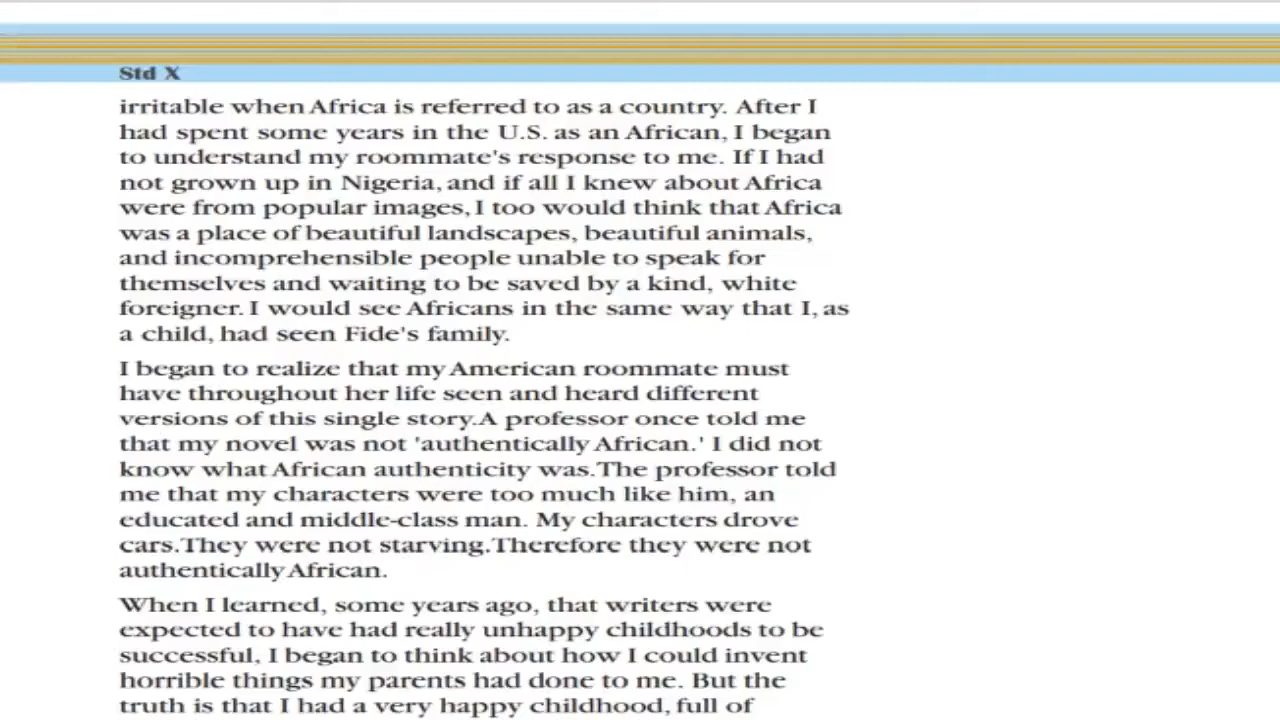 Std X
irritable when Africa is referred to as a country. After I
had spent some years in the U.S. as an African, I began
to understand my roommate's response to me. If I had
not grown up in Nigeria, and if all I knew about Africa
were from popular images, I too would think that Africa
was a place of beautiful landscapes, beautiful animals,
and incomprehensible people unable to speak for
themselves and waiting to be saved by a kind, white
foreigner. I would see Africans in the same way that I, as
a child, had seen Fide's family.
I began to realize that my American roommate must
have throughout her life seen and heard different
versions of this single story. A professor once told me
that my novel was not 'authentically African.' I did not
know what African authenticity was. The professor told
me that my characters were too much like him, an
educated and middle-class man. My characters drove
cars. They were not starving. Therefore they were not
authentically African.
When I learned, some years ago, that writers were
expected to have had really unhappy childhoods to be
successful, I began to think about how I could invent
horrible things my parents had done to me. But the
truth is that I had a very happy childhood, full of